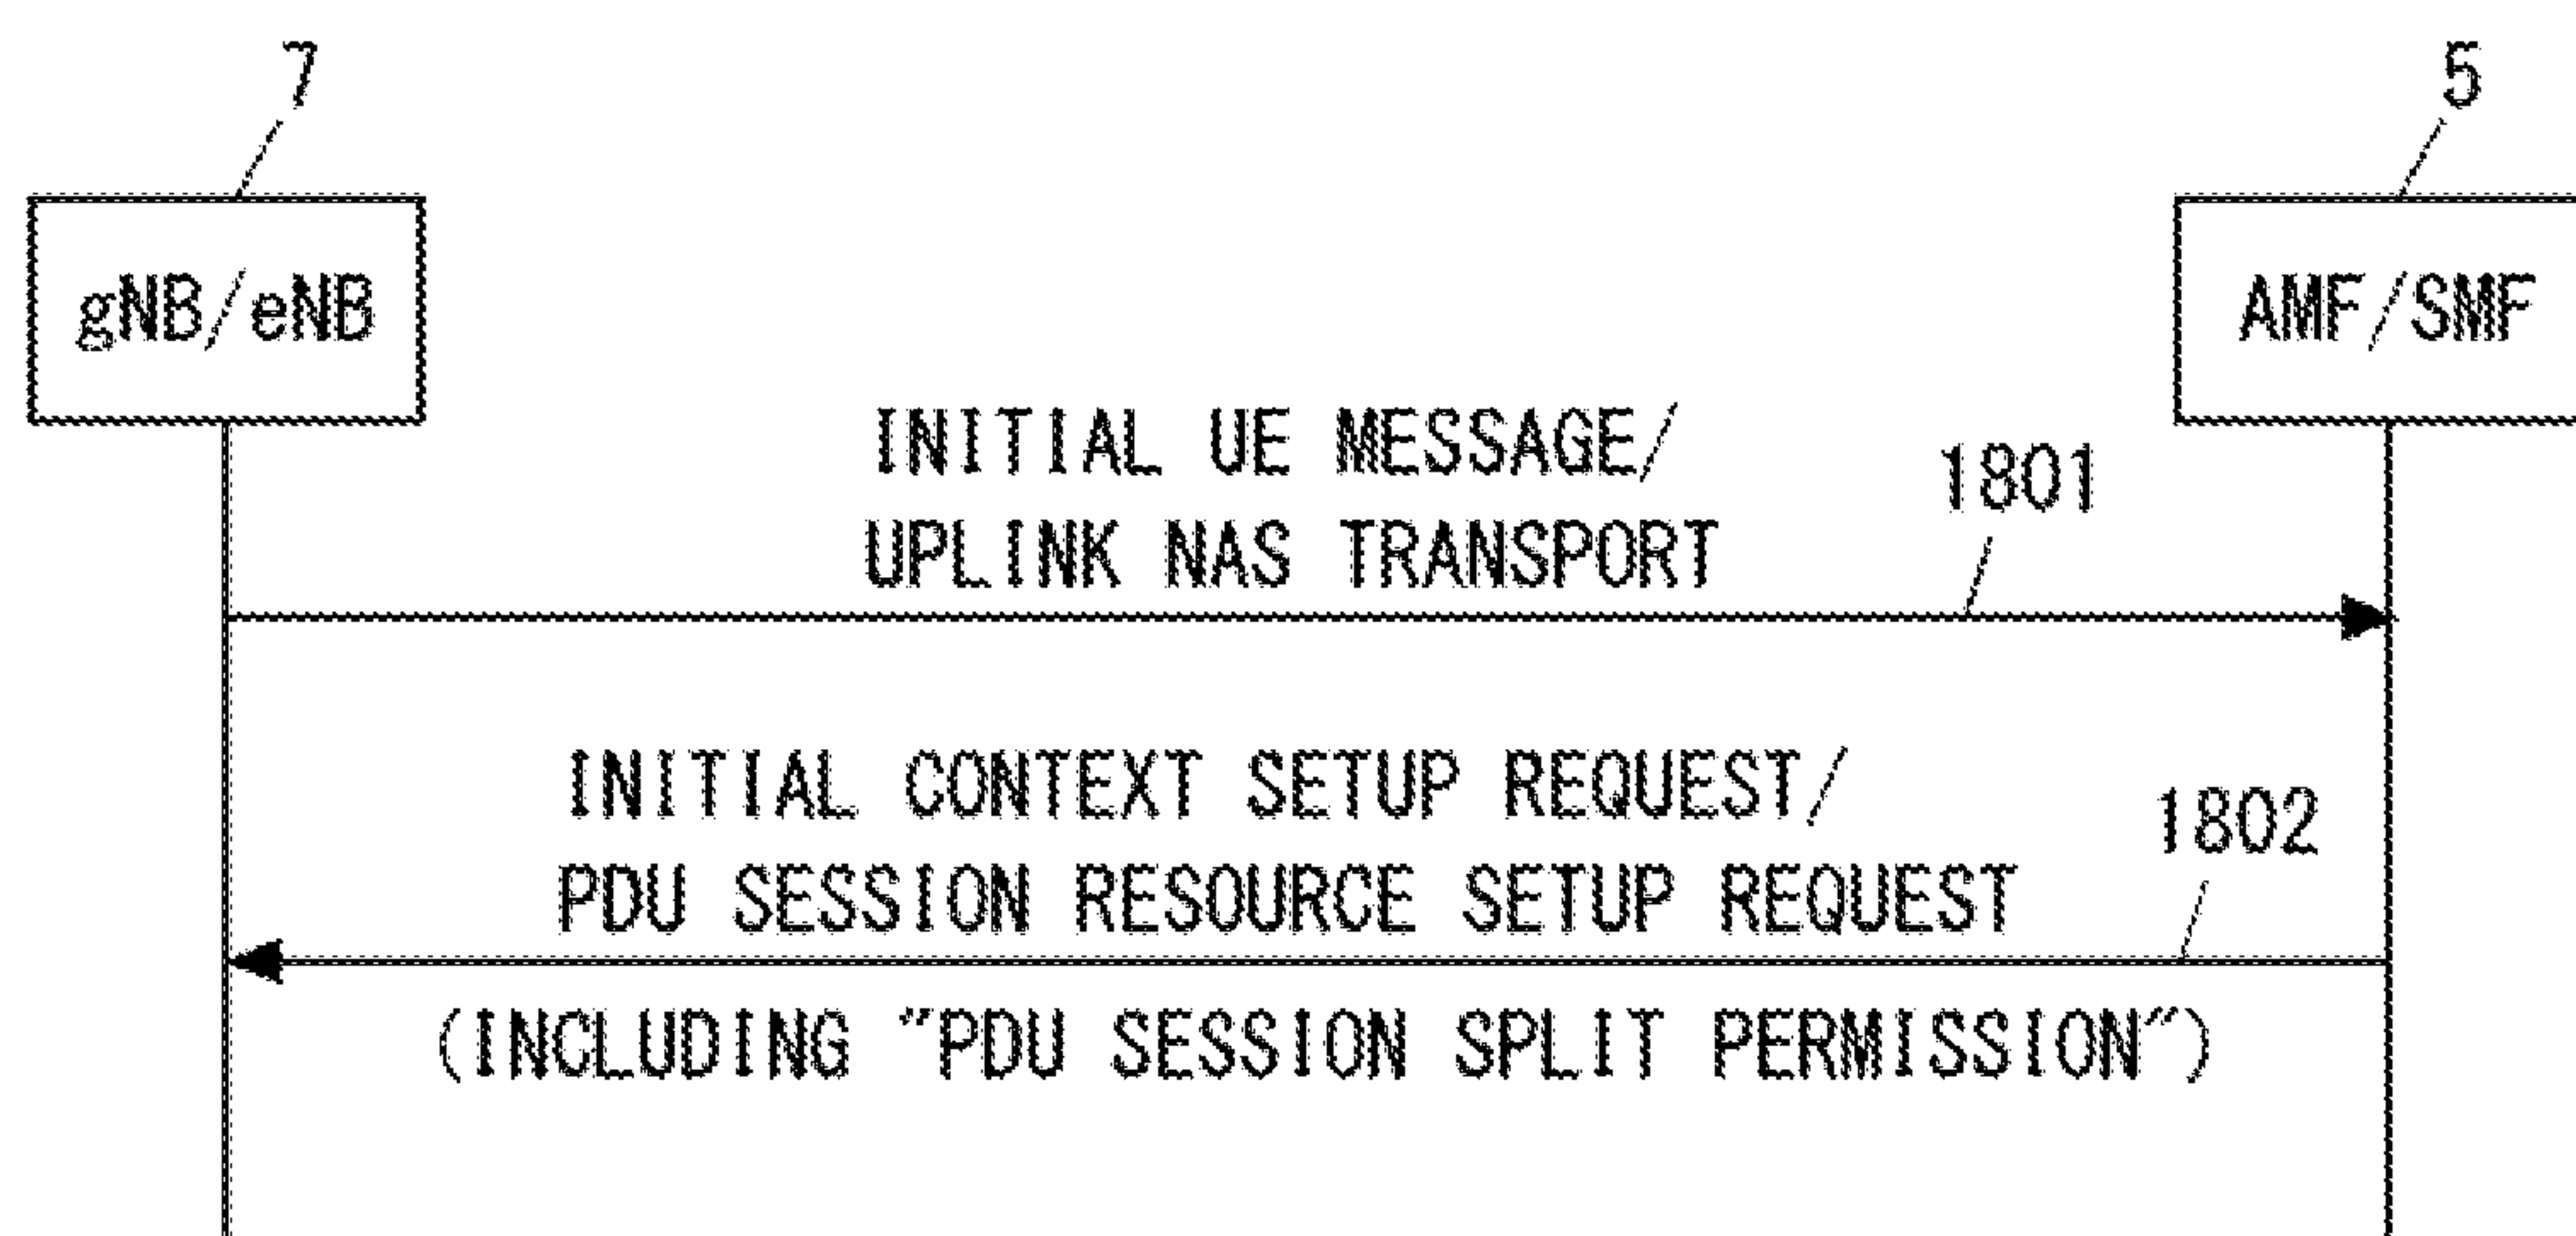 7
5
gNB/eNB
AMF/SMF
INITIAL UE MESSAGE/
UPLINK NAS TRANSPORT
1801
INITIAL CONTEXT SETUP REQUEST/
PDU SESSION RESOURCE SETUP REQUEST
1802
(INCLUDING "PDU SESSION SPLIT PERMISSION")